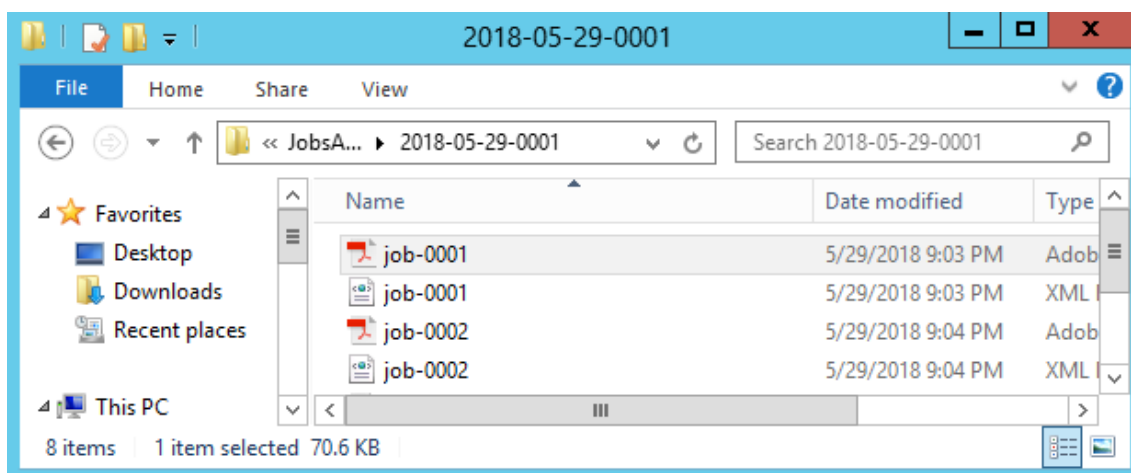 2018-05-29-0001
File Home Share View
« JobsA... 2018-05-29-0001 Search 2018-05-29-0001
Name Date modified Type
Favorites
Desktop
Downloads
Recent places
This PC
job-0001 5/29/2018 9:03 PM Adob
job-0001 5/29/2018 9:03 PM XML
job-0002 5/29/2018 9:04 PM Adob
job-0002 5/29/2018 9:04 PM XML
8 items 1 item selected 70.6 KB